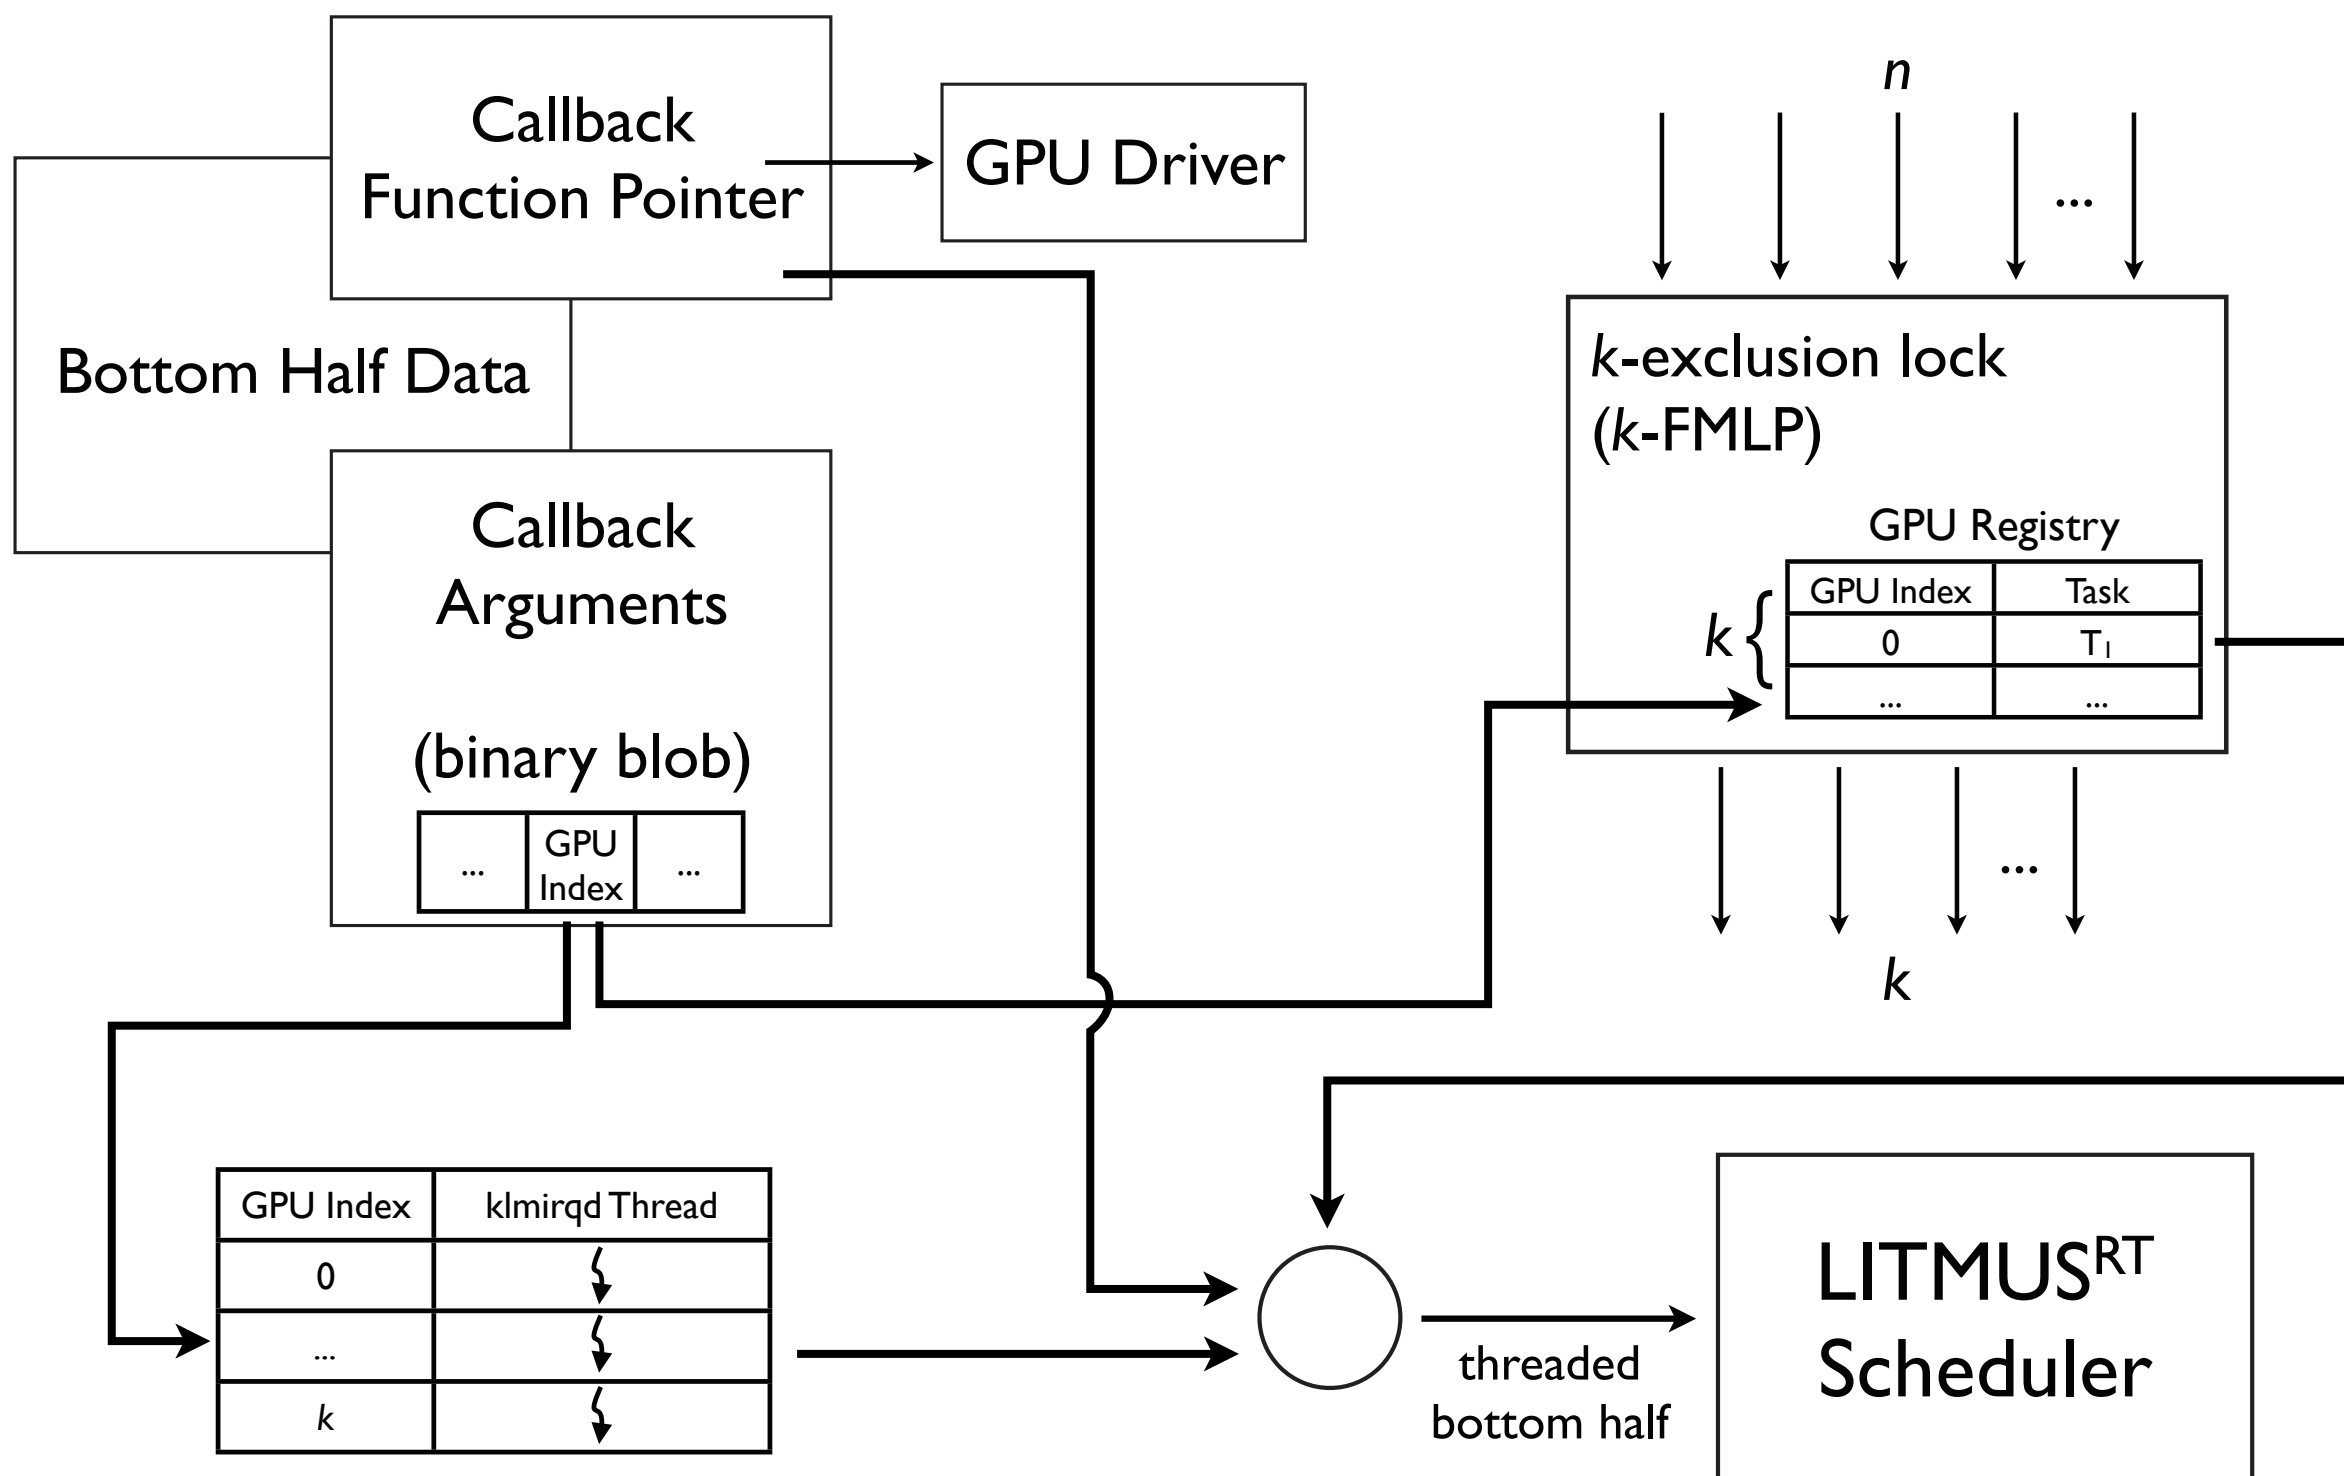 Callback
Function Pointer
GPU Driver
Bottom Half Data
Callback
Arguments
(binary blob)
... GPU Index ...
n
...
k-exclusion lock
(k-FMLP)
GPU Registry
GPU Index Task
k { 0 T1
... ...
...
k
GPU Index klmirqd Thread
0
...
k
threaded
bottom half
LITMUSRT
Scheduler